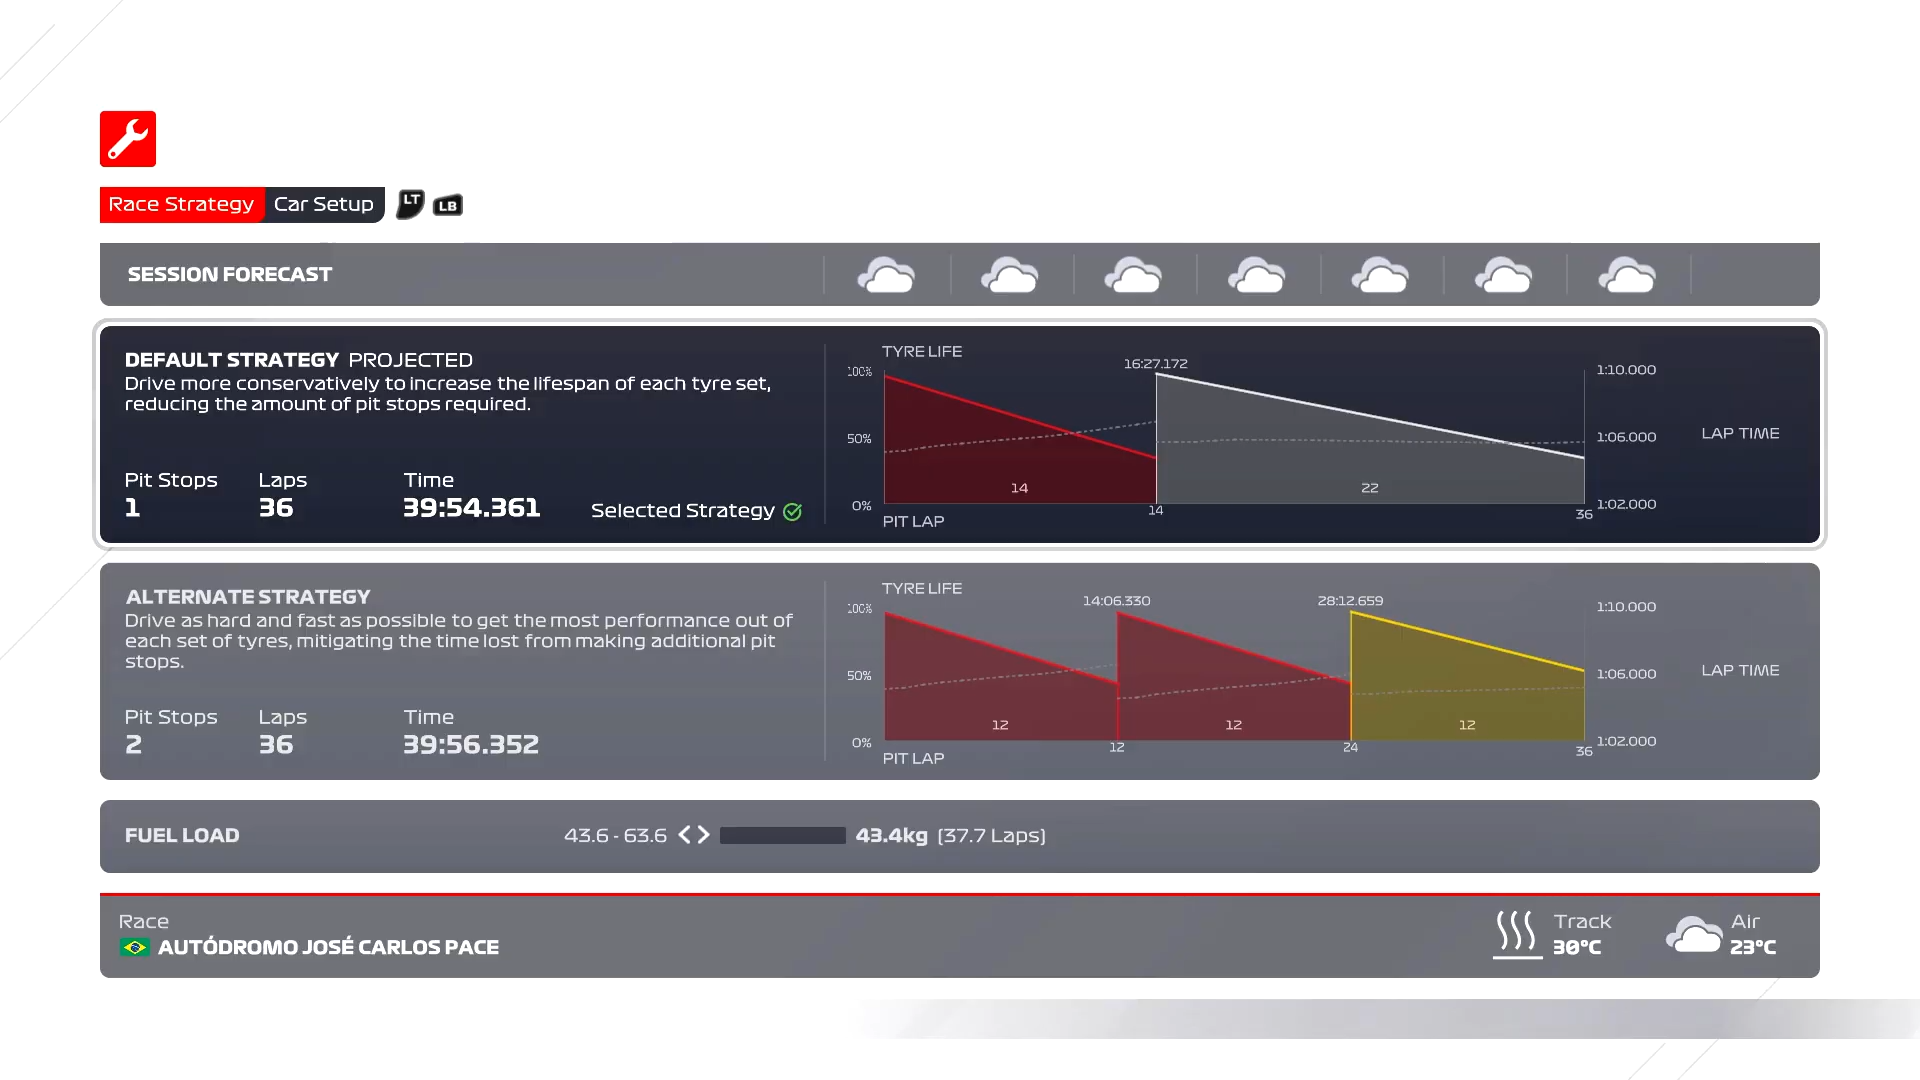 Race Strategy
Car Setup
LT
LB
SESSION FORECAST
DEFAULT STRATEGY PROJECTED
Drive more conservatively to increase the lifespan of each tyre set,
reducing the amount of pit stops required.
Pit Stops
1
Laps
36
Time
39:54.361
Selected Strategy
TYRE LIFE
16:27.172
100%
50%
0%
14
22
14
36
PIT LAP
1:10.000
1:06.000
1:02.000
LAP TIME
ALTERNATE STRATEGY
Drive as hard and fast as possible to get the most performance out of
each set of tyres, mitigating the time lost from making additional pit
stops.
Pit Stops
2
Laps
36
Time
39:56.352
TYRE LIFE
14:06.330
28:12.659
100%
50%
0%
12
12
12
12
24
36
PIT LAP
1:10.000
1:06.000
1:02.000
LAP TIME
FUEL LOAD
43.6 - 63.6
43.4kg (37.7 Laps)
Race
AUTÓDROMO JOSÉ CARLOS PACE
Track
30°C
Air
23°C